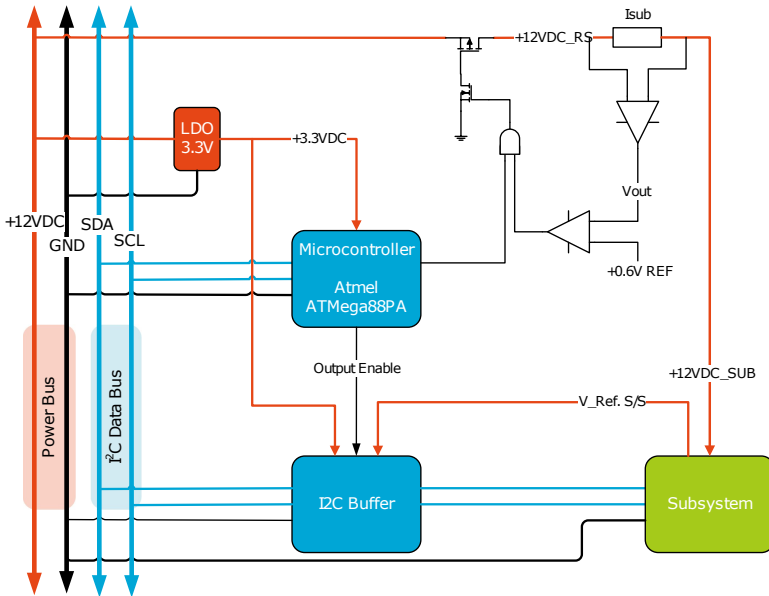 Isub
+12VDC_RS
LDO
3.3V
+3.3VDC
Vout
+12VDC
SDA
GND
SCL
Microcontroller
Atmel
ATMega88PA
+0.6V REF
Output Enable
+12VDC_SUB
V_Ref. S/S
Power Bus
I²C Data Bus
I2C Buffer
Subsystem